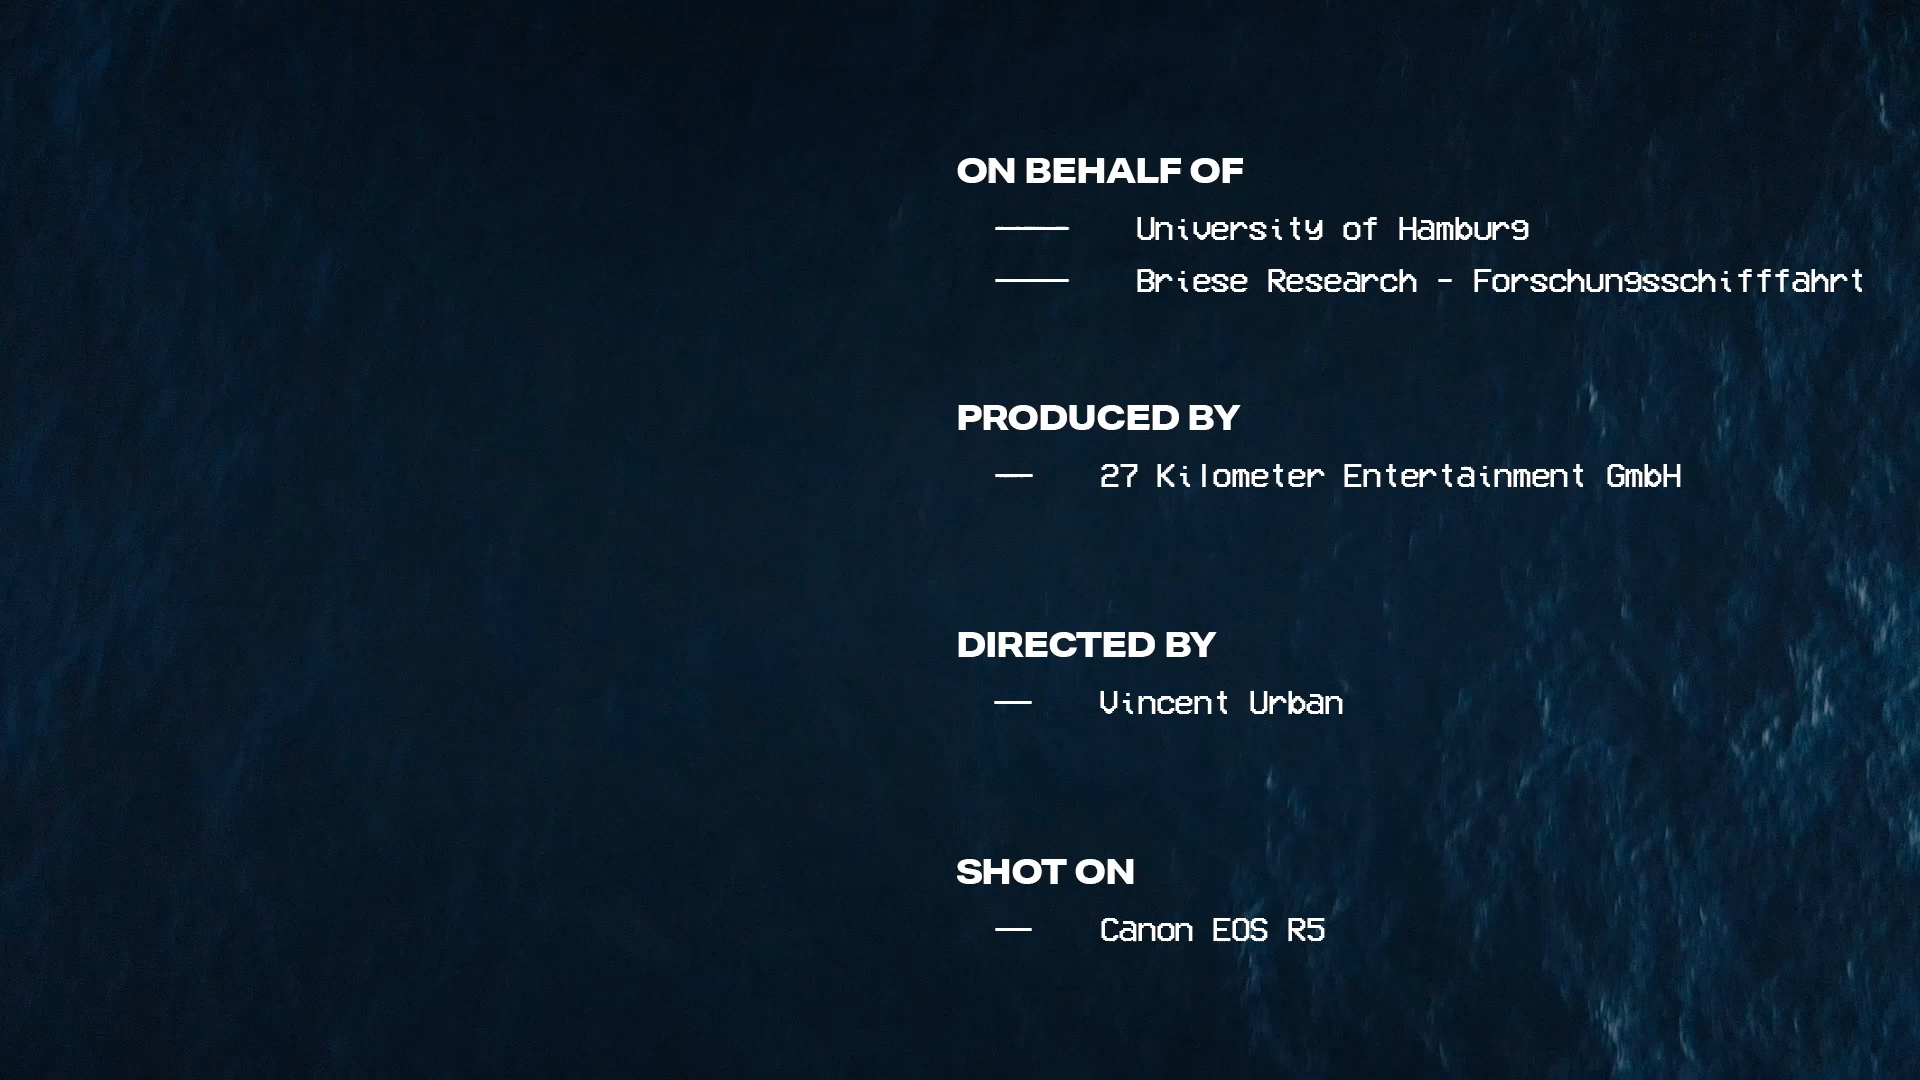 ON BEHALF OF
University of Hamburg
Briese Research - Forschungsschifffahrt
PRODUCED BY
27 Kilometer Entertainment GmbH
DIRECTED BY
Vincent Urban
SHOT ON
Canon EOS R5